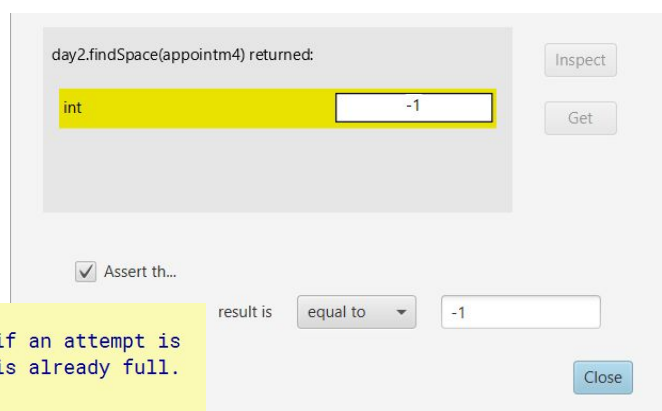 day2.findSpace(appointm4) returned:
Inspect
int
-1
Get
Assert th...
result is
equal to
-1
if an attempt is
is already full.
Close